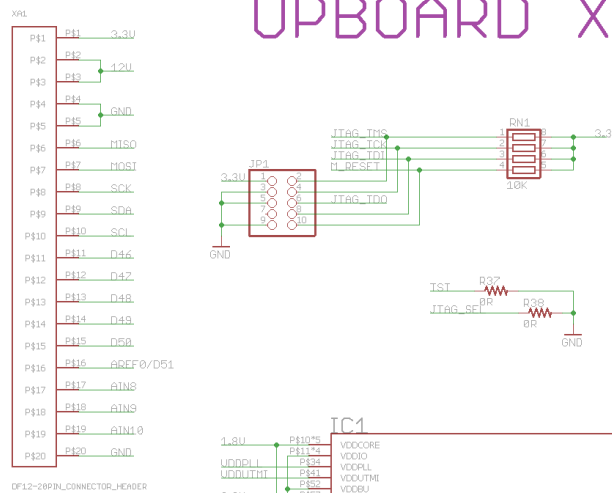 UPBOARD X
XA1
P$1 P$1 3.3V
P$2 P$2
12V
P$3 P$3
P$4 P$4
GND
P$5 P$5
P$6 P$6 MISO
P$7 P$7 MOSI
P$8 P$8 SCK
P$9 P$9 SDA
P$10 P$10 SCL
P$11 P$11 D46
P$12 P$12 D47
P$13 P$13 D48
P$14 P$14 D49
P$15 P$15 D50
P$16 P$16 AREF0/D51
P$17 P$17 AIN8
P$18 P$18 AIN9
P$19 P$19 AIN10
P$20 P$20 GND
DF12-20PIN_CONNECTOR_HEADER
JP1
3.3V 1 2
3 4
5 6 JTAG_TDO
7 8
9 10
GND
RN1
JTAG_TMS 1 8 3.3
JTAG_TCK 2 7
JTAG_TDI 3 6
M_RESET 4 5
10K
TST R37
0R
JTAG_SEL R38
0R
GND
IC1
1.8V P$10*5 VDDCORE
P$11*4 VDDIO
VDDPLL P$34 VDDPLL
VDDUTMI P$41 VDDUTMI
P$52 VDDBU